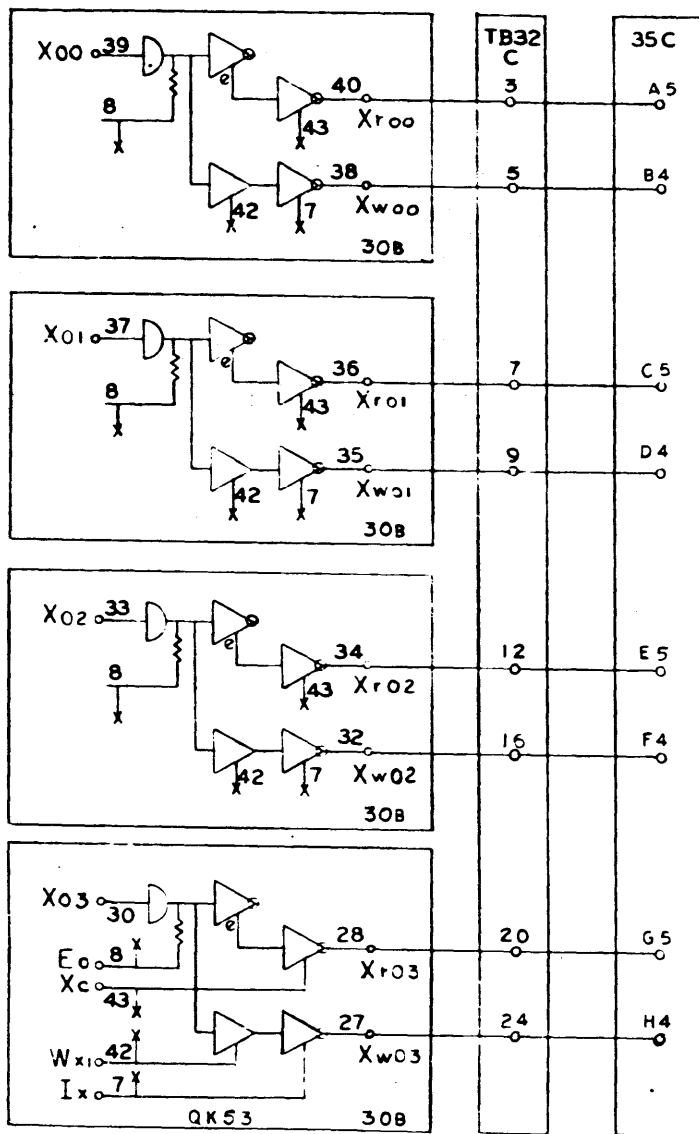 TB32 C
35C
X00 39
8
e
40
Xr00
43
3
A5
38
Xw00
42
7
5
B4
30B
X01 37
8
e
36
Xr01
43
7
C5
35
Xw01
42
7
9
D4
30B
X02 33
8
e
34
Xr02
43
12
E5
32
Xw02
42
7
16
F4
30B
X03
30
e
E0 8
Xc
43
28
Xr03
20
G5
27
Xw03
24
H4
Wx1 42
Ix 7
QK53 30B